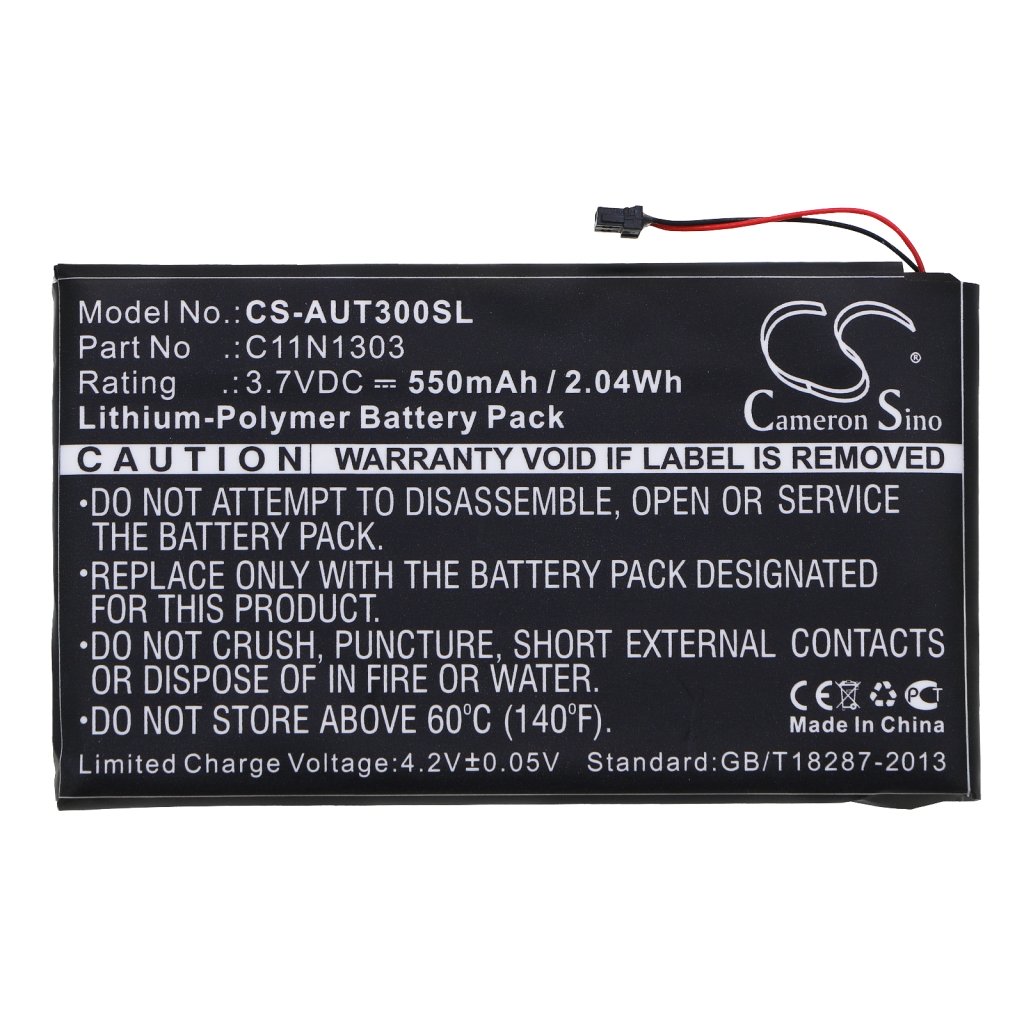 Model No.: CS-AUT300SL
Part No .: C11N1303
Rating .: 3.7VDC ⎓ 550mAh / 2.04Wh
Lithium-Polymer Battery Pack
CS®
Cameron Sino
CAUTION WARRANTY VOID IF LABEL IS REMOVED
•DO NOT ATTEMPT TO DISASSEMBLE, OPEN OR SERVICE
THE BATTERY PACK.
•REPLACE ONLY WITH THE BATTERY PACK DESIGNATED
FOR THIS PRODUCT.
•DO NOT CRUSH, PUNCTURE, SHORT EXTERNAL CONTACTS
OR DISPOSE OF IN FIRE OR WATER.
•DO NOT STORE ABOVE 60⁰C (140⁰F).
CE PCT
Made In China
Limited Charge Voltage:4.2V±0.05V Standard:GB/T18287-2013